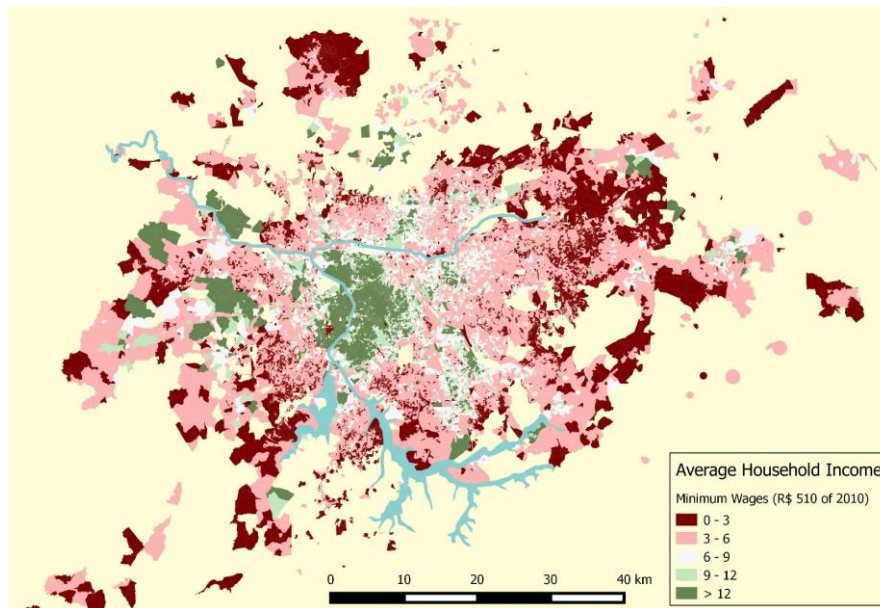 Average Household Income
Minimum Wages (R$ 510 of 2010)
0 - 3
3 - 6
6 - 9
9 - 12
> 12
0 10 20 30 40 km